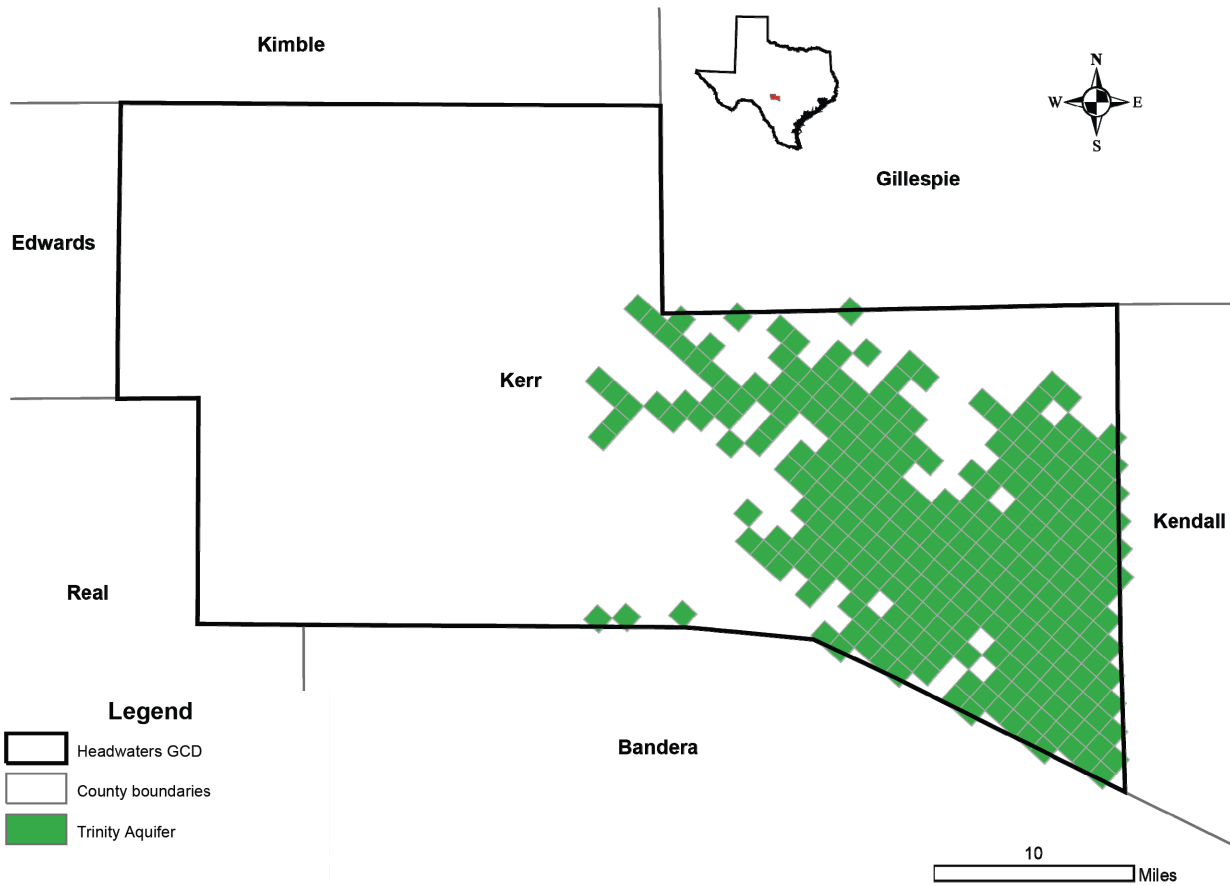 Kimble
N
W
E
S
Gillespie
Edwards
Kerr
Kendall
Real
Legend
Headwaters GCD
County boundaries
Trinity Aquifer
Bandera
10
Miles